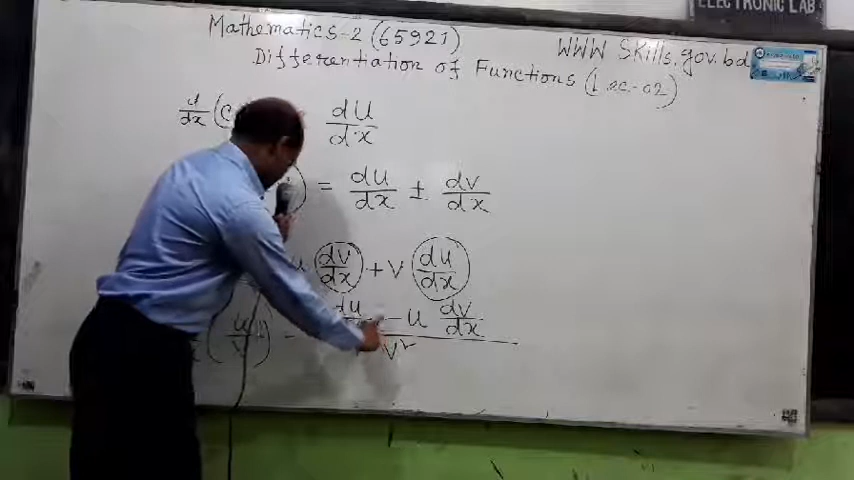 ELECTRONIC LAB
Mathematics-2 (65921)
WWW Skills.gov.bd
Differentiation of Functions (Lec-02)
d/dx (c du/dx
) = du/dx ± dv/dx
u dv/dx + v du/dx
(u/v) = du/dx - u dv/dx / v²